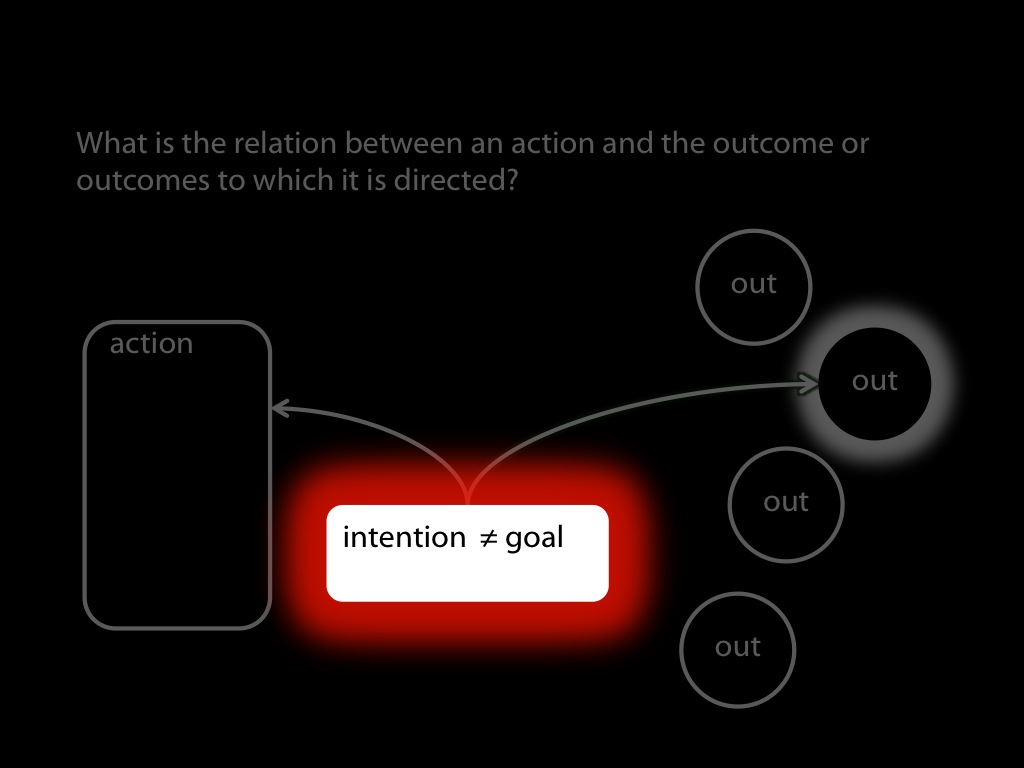 What is the relation between an action and the outcome or
outcomes to which it is directed?
out
action
out
out
intention ≠ goal
out